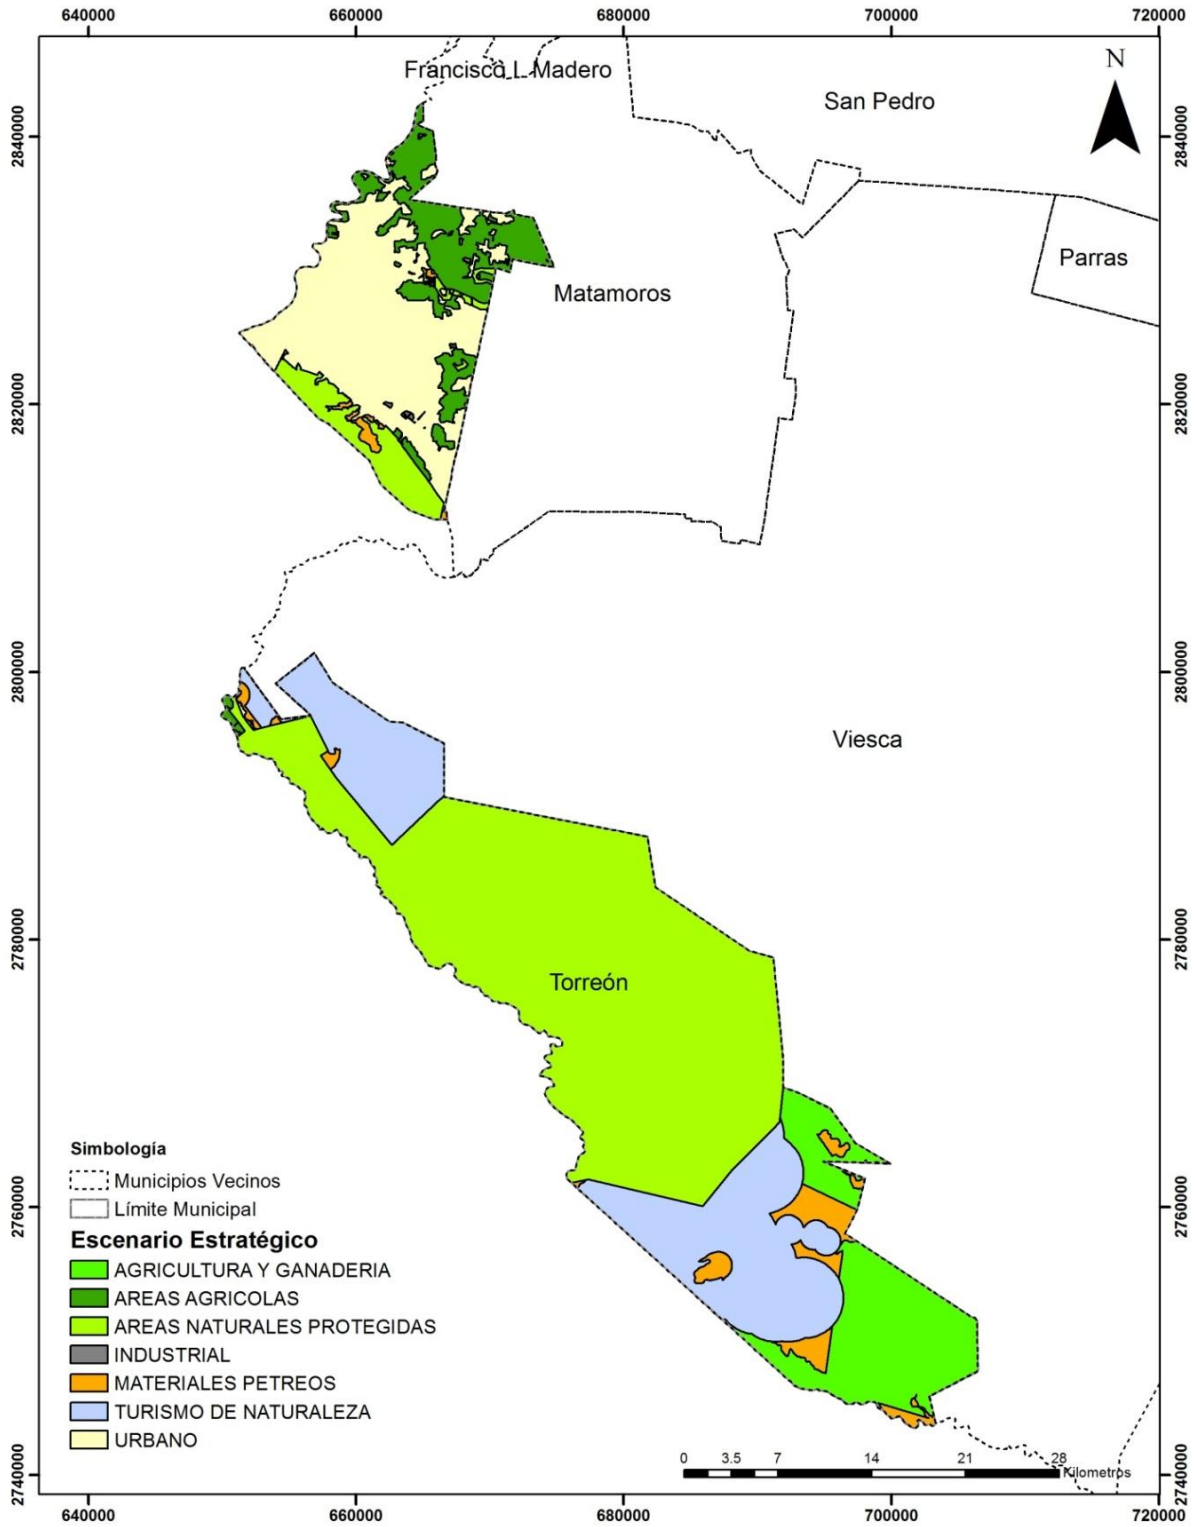 640000 660000 680000 700000 720000
N
Francisco I. Madero
San Pedro
2840000 2840000
Parras
Matamoros
2820000 2820000
2800000 2800000
Viesca
2780000 2780000
Torreón
Simbología
Municipios Vecinos
2760000 2760000
Límite Municipal
Escenario Estratégico
AGRICULTURA Y GANADERIA
AREAS AGRICOLAS
AREAS NATURALES PROTEGIDAS
INDUSTRIAL
MATERIALES PETREOS
TURISMO DE NATURALEZA
URBANO
0 3.5 7 14 21 28
Kilometros
2740000 2740000
640000 660000 680000 700000 720000